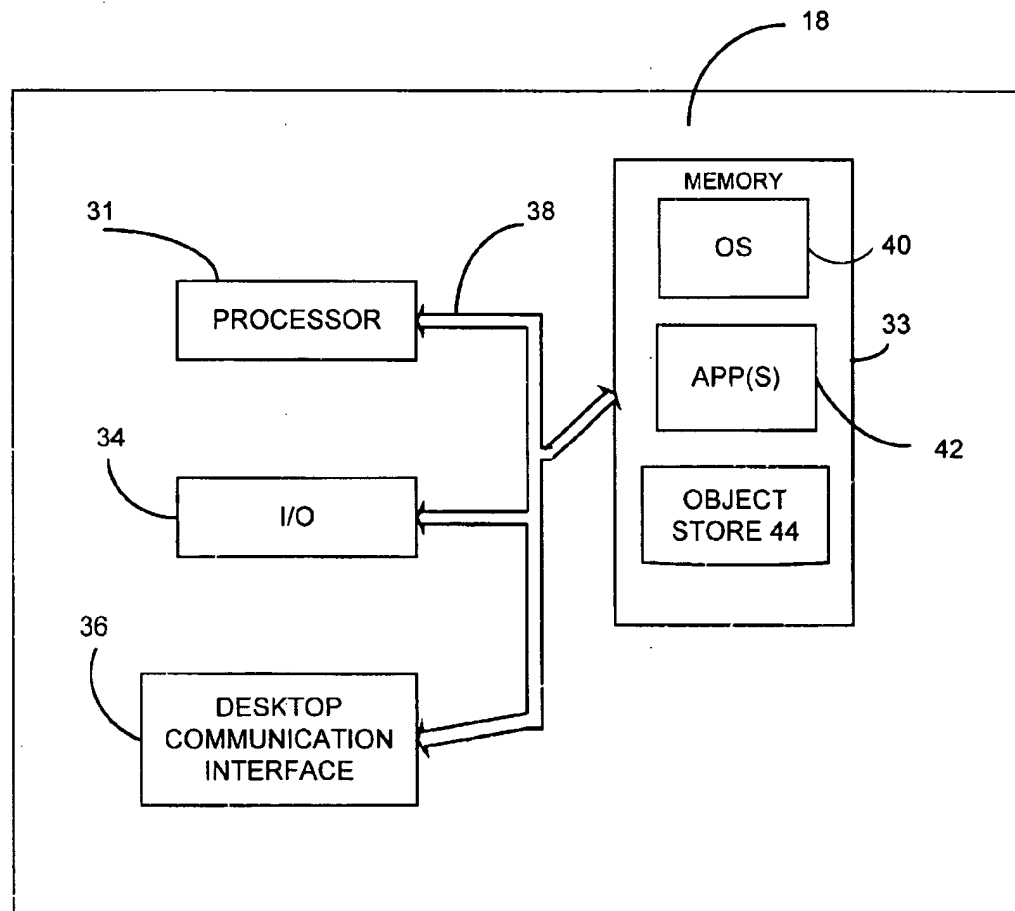 18
MEMORY
31
38
OS
40
PROCESSOR
33
APP(S)
34
42
I/O
OBJECT
STORE 44
36
DESKTOP
COMMUNICATION
INTERFACE